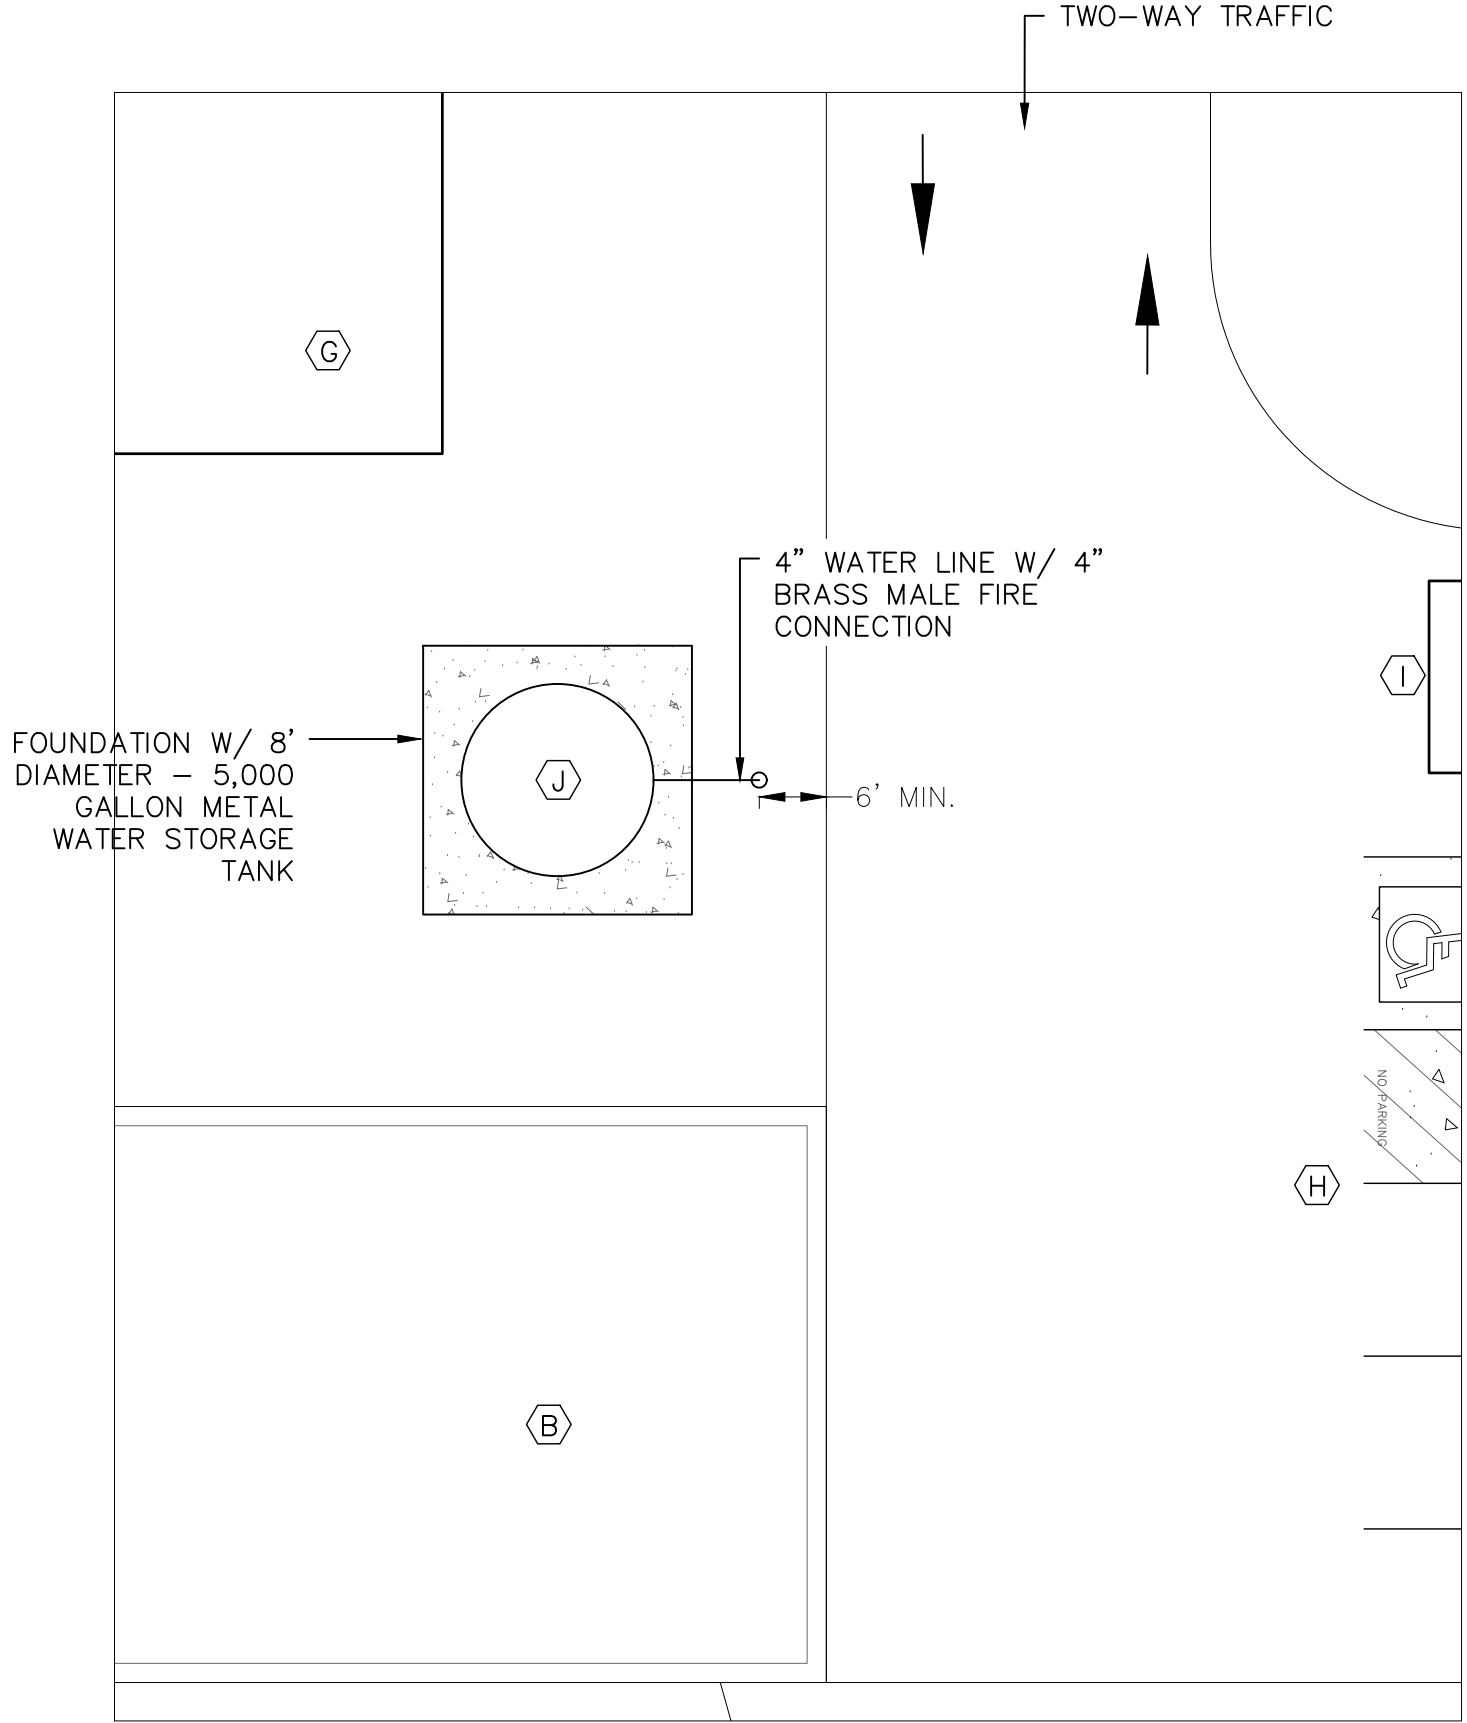 TWO-WAY TRAFFIC
G
4” WATER LINE W/ 4”
BRASS MALE FIRE
CONNECTION
I
FOUNDATION W/ 8’
DIAMETER – 5,000
GALLON METAL
WATER STORAGE
TANK
J
6’ MIN.
NO PARKING
H
B